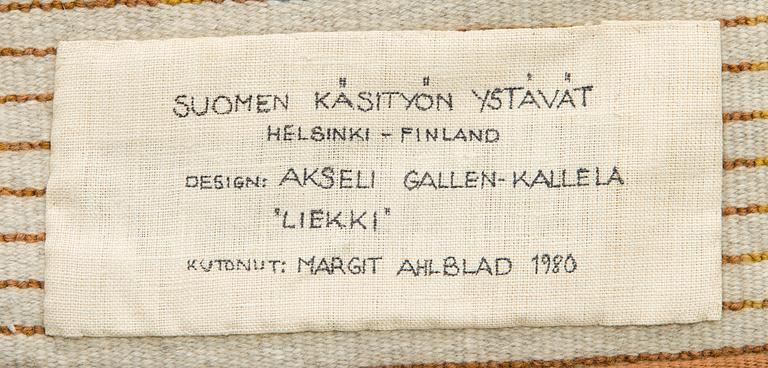 SUOMEN KÄSITYÖN YSTÄVÄT
HELSINKI - FINLAND
DESIGN: AKSELI GALLEN-KALLELA
"LIEKKI"
KUTONUT: MARGIT AHLBLAD 1980